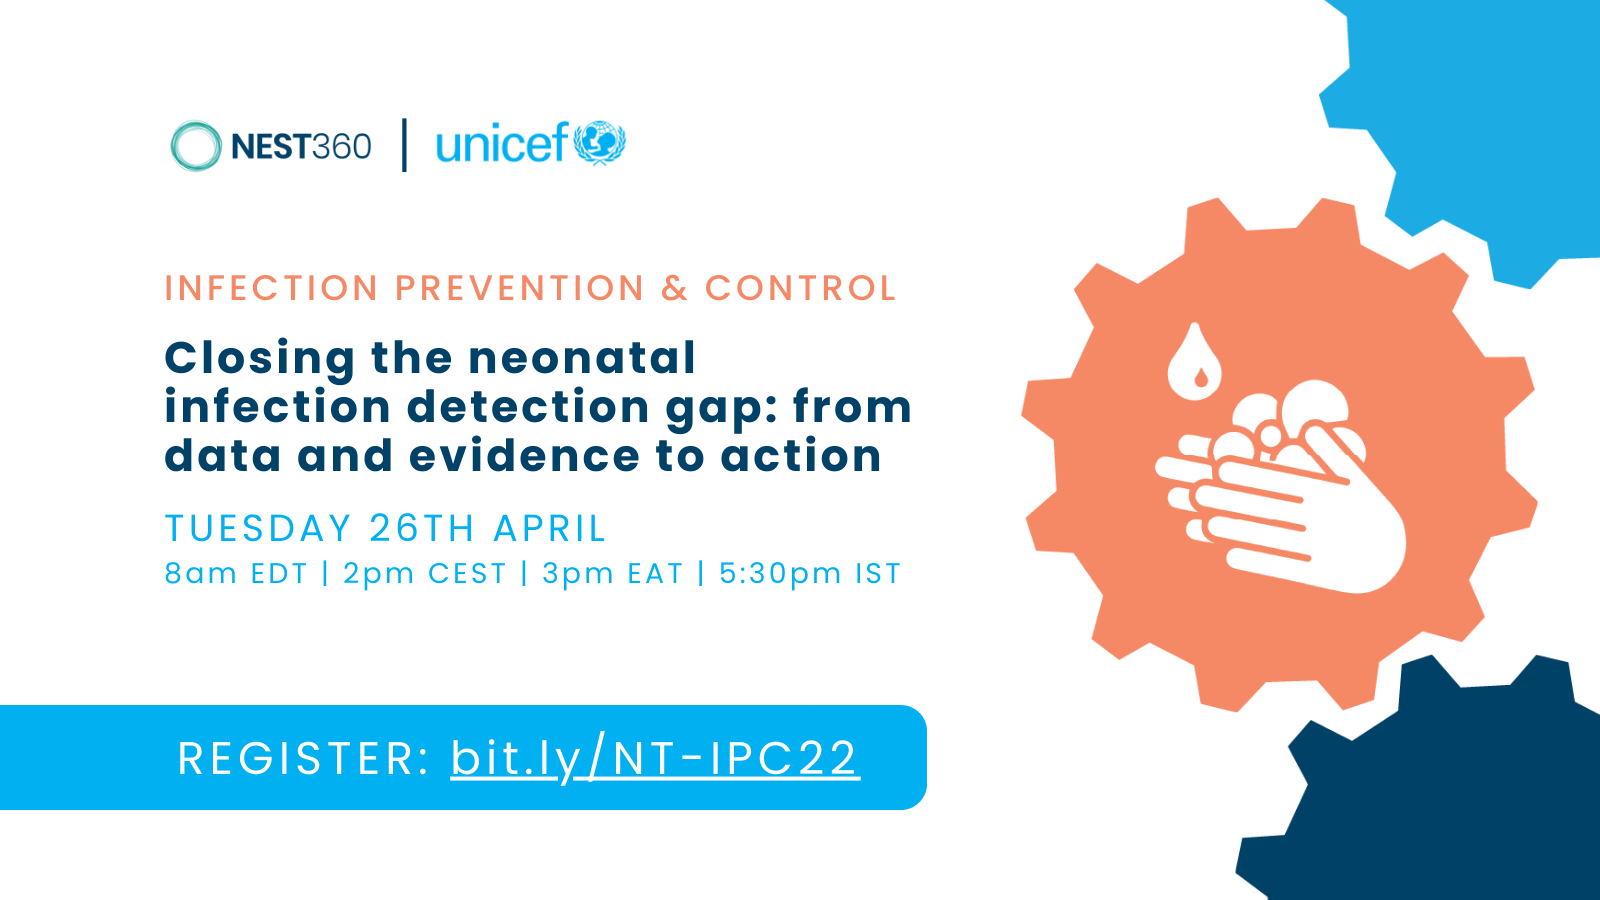 NEST360 | unicef
INFECTION PREVENTION & CONTROL
Closing the neonatal
infection detection gap: from
data and evidence to action
TUESDAY 26TH APRIL
8am EDT | 2pm CEST | 3pm EAT | 5:30pm IST
REGISTER: bit.ly/NT-IPC22